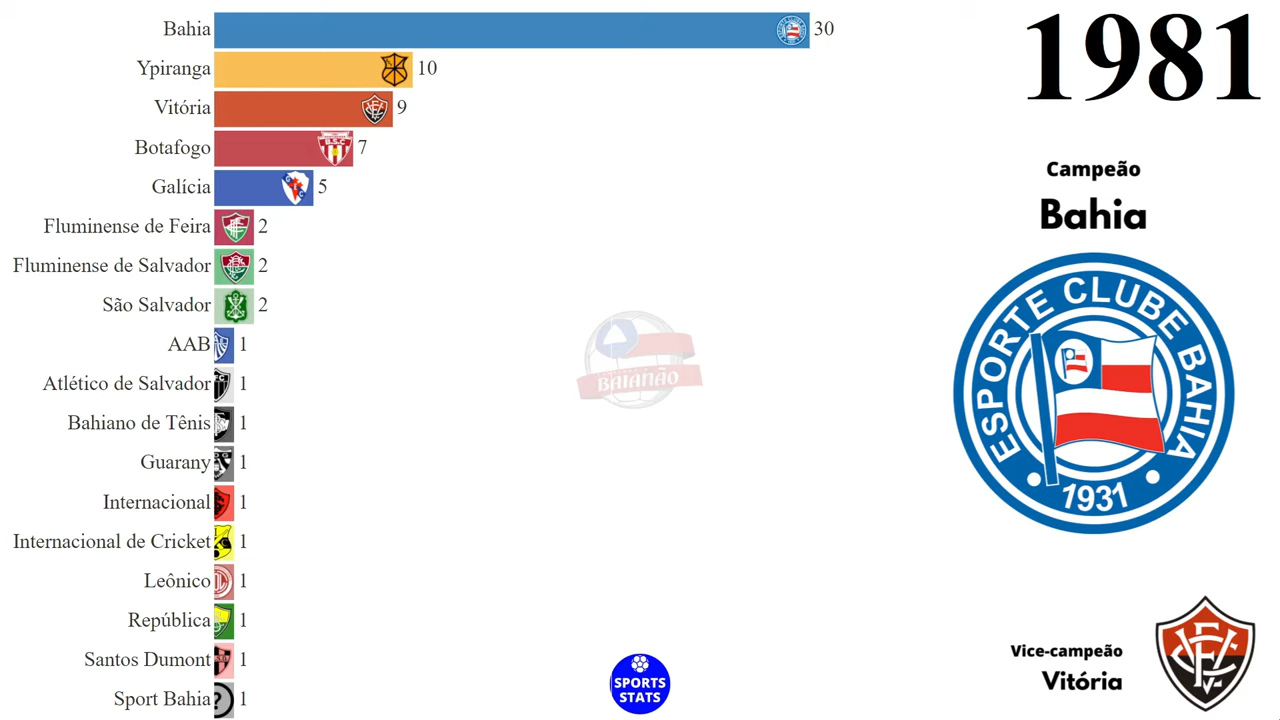 Bahia 30
Ypiranga 10
Vitória 9
Botafogo 7
Galícia 5
Fluminense de Feira 2
Fluminense de Salvador 2
São Salvador 2
AAB 1
Atlético de Salvador 1
Bahiano de Tênis 1
Guarany 1
Internacional 1
Internacional de Cricket 1
Leônico 1
República 1
Santos Dumont 1
Sport Bahia 1
BAIANÃO
SPORTS
STATS
1981
Campeão
Bahia
ESPORTE CLUBE BAHIA
1931
Vice-campeão
Vitória